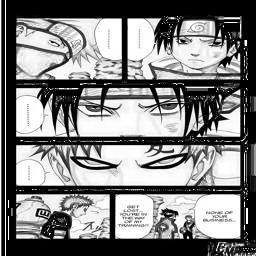 ..........
..........
..........
..........
..........
NONE OF
YOUR
BUSINESS...
GET
LOST...
YOU'RE IN
THE WAY
OF MY
TRAINING!!